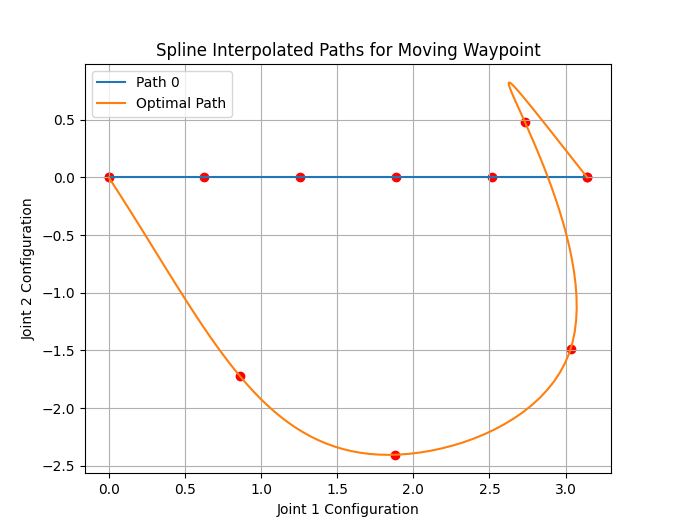 Spline Interpolated Paths for Moving Waypoint
Path 0
Optimal Path
0.5
0.0
−0.5
−1.0
−1.5
−2.0
−2.5
Joint 2 Configuration
0.0 0.5 1.0 1.5 2.0 2.5 3.0
Joint 1 Configuration